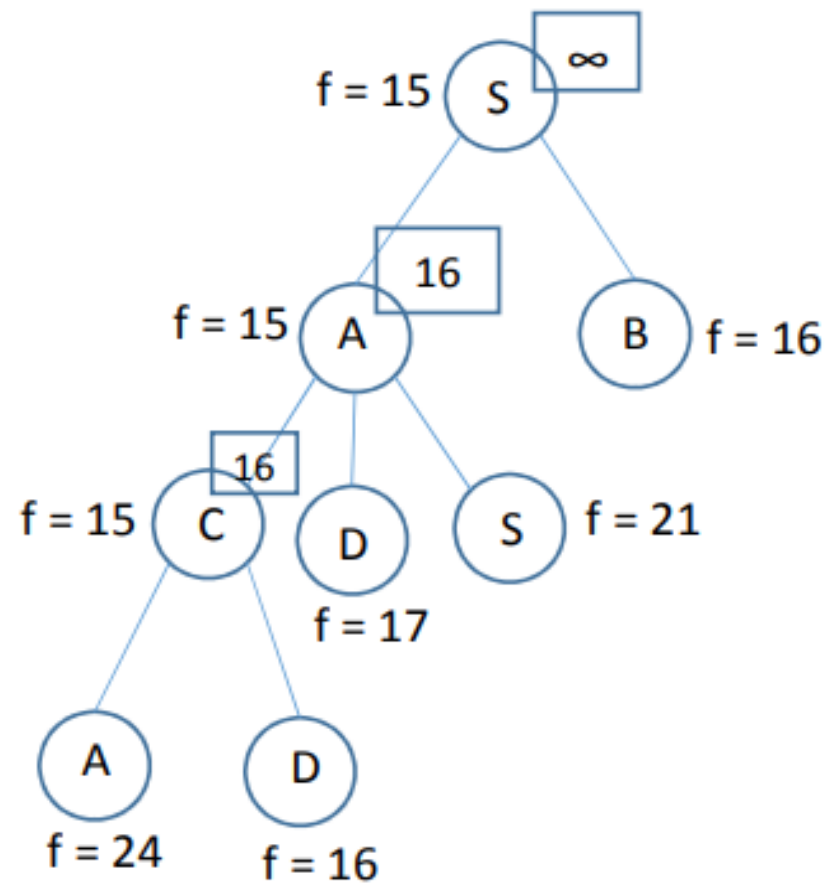 ∞
f = 15 S
16
f = 15 A B f = 16
16
f = 15 C D S f = 21
f = 17
A D
f = 24 f = 16